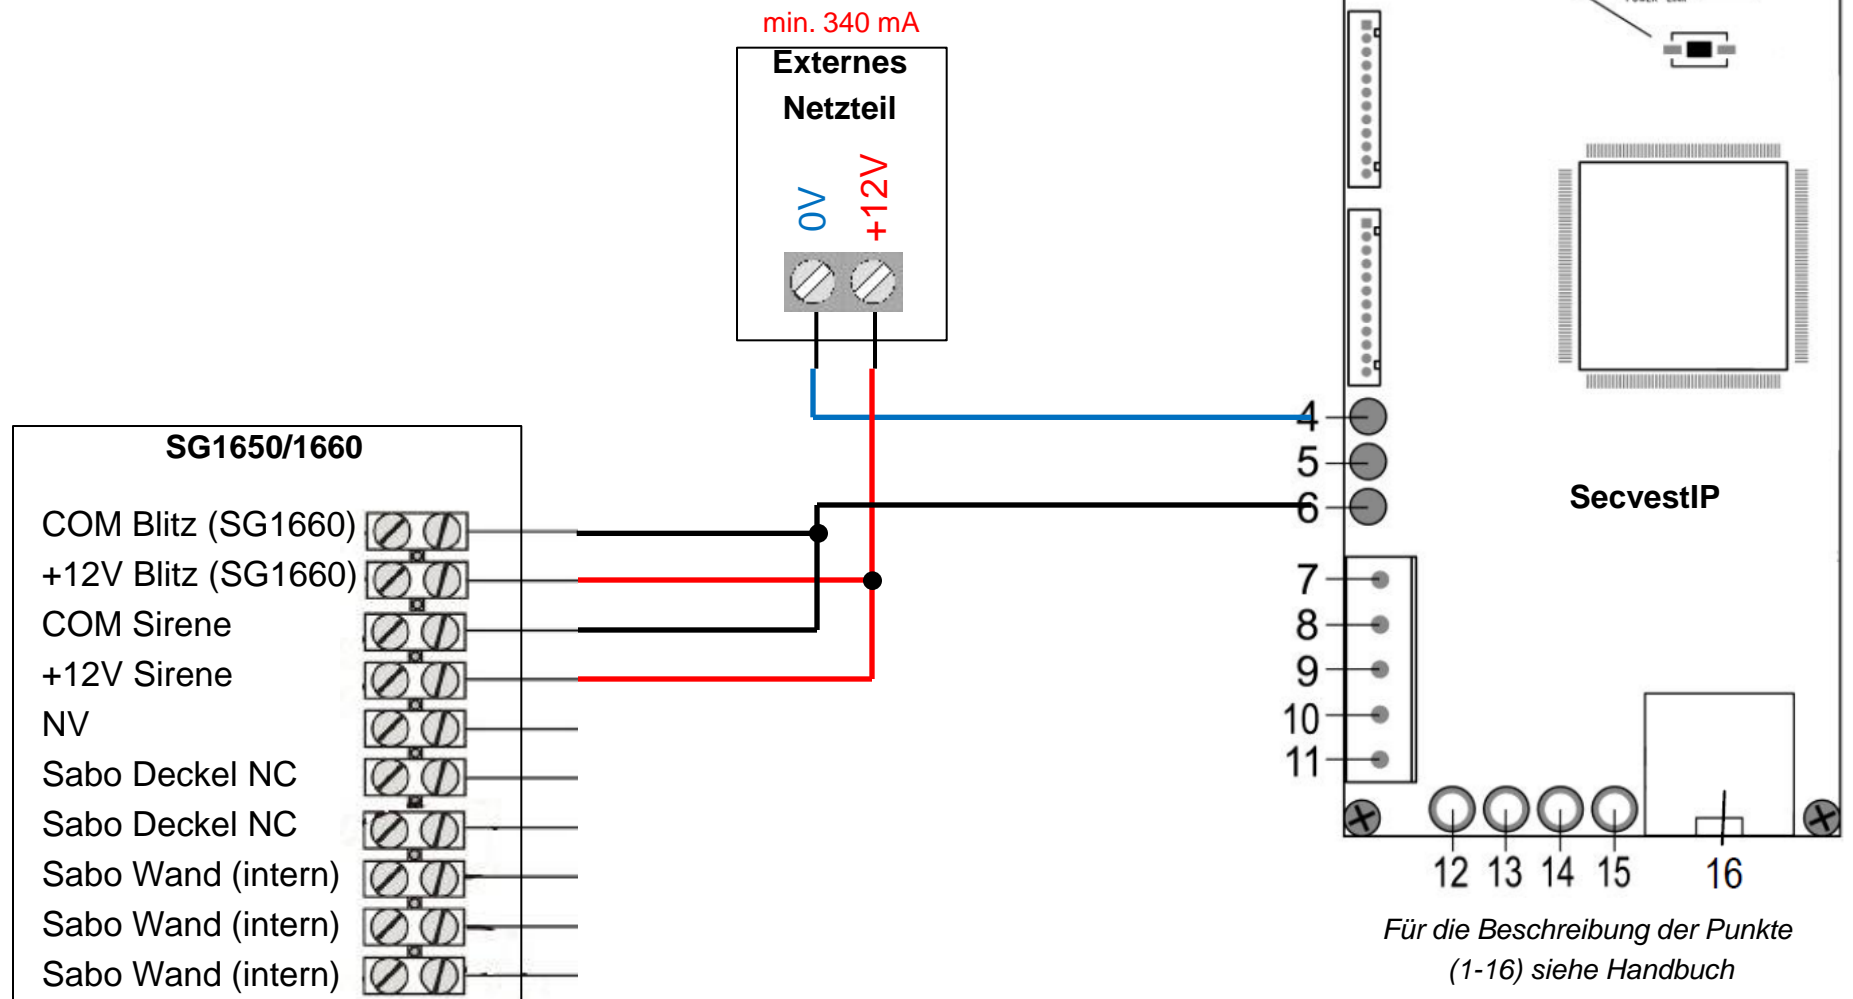 min. 340 mA
Externes
Netzteil
0V
+12V
SG1650/1660
COM Blitz (SG1660)
+12V Blitz (SG1660)
COM Sirene
+12V Sirene
NV
Sabo Deckel NC
Sabo Deckel NC
Sabo Wand (intern)
Sabo Wand (intern)
Sabo Wand (intern)
4
5
6
SecvestIP
7
8
9
10
11
12 13 14 15 16
Für die Beschreibung der Punkte
(1-16) siehe Handbuch